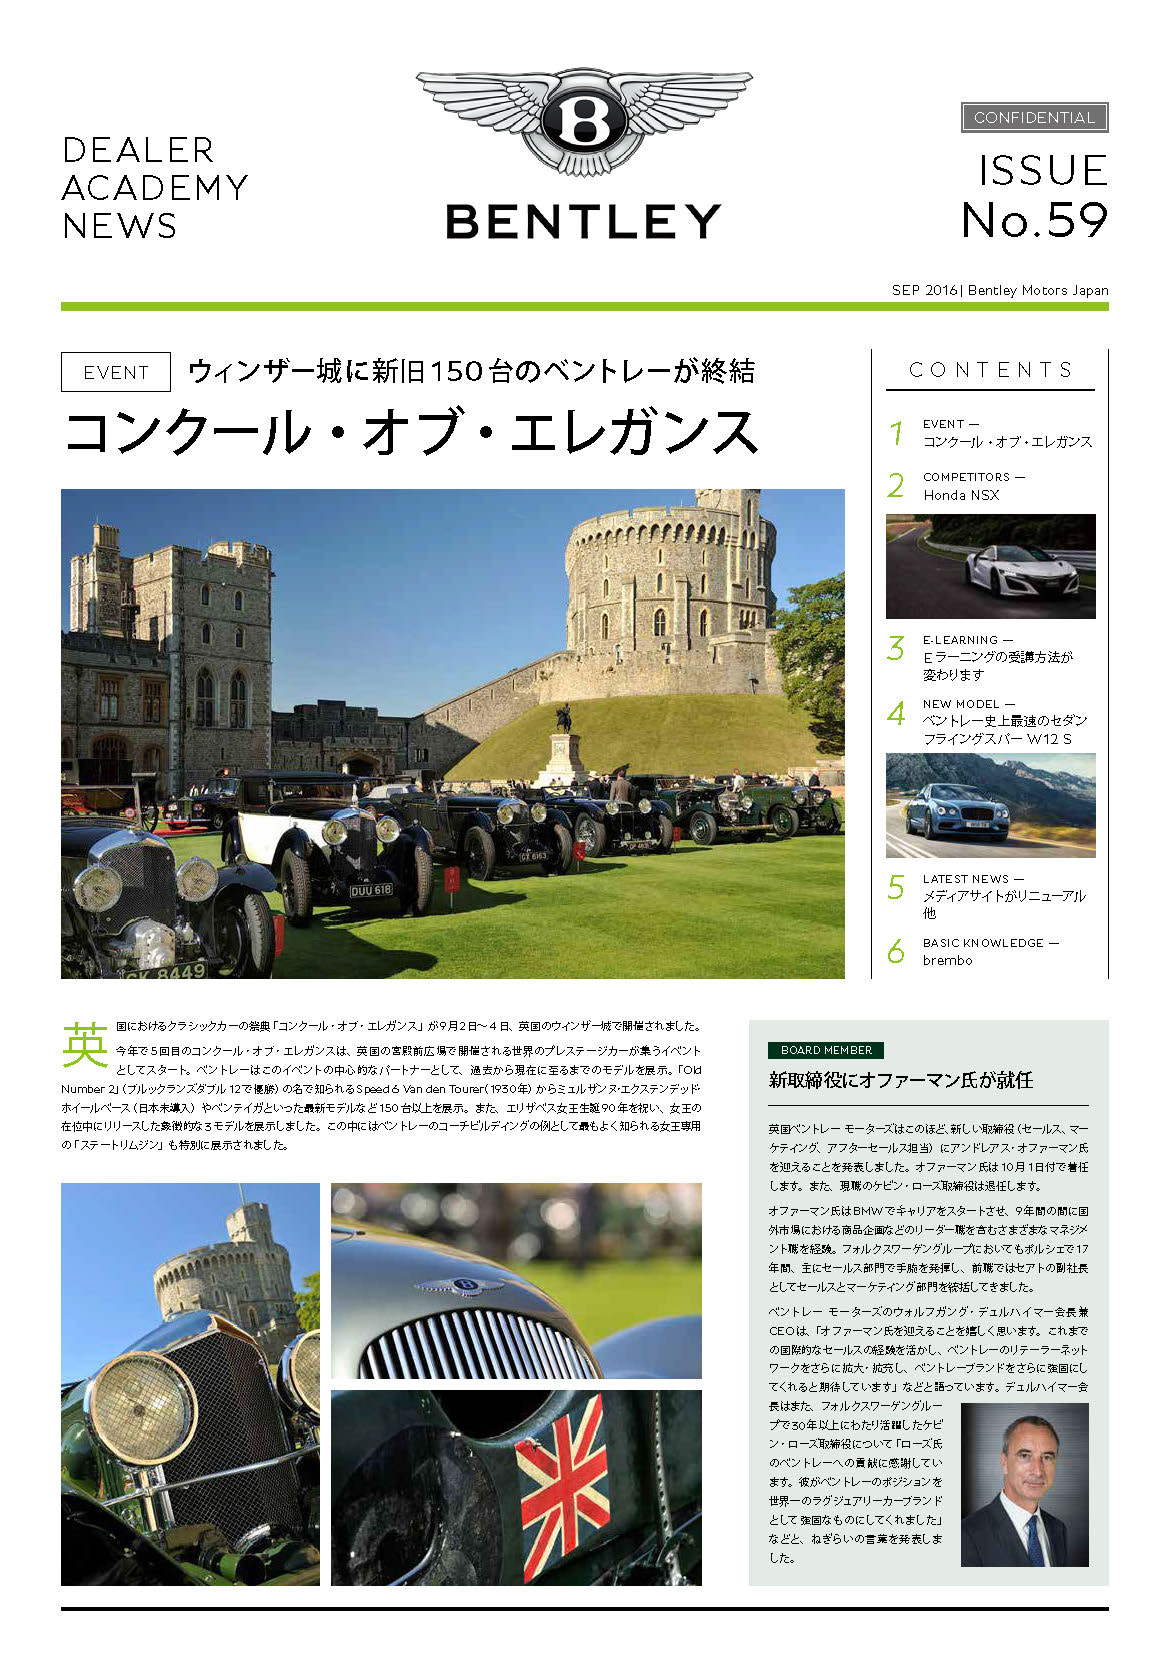 DEALER
ACADEMY
NEWS
B
BENTLEY
CONFIDENTIAL
ISSUE
No.59
SEP 2016| Bentley Motors Japan
EVENT
ウィンザー城に新旧150台のベントレーが終結
コンクール・オブ・エレガンス
GK 8449
DUU 618
GX 6163
CONTENTS
1 EVENT —
コンクール・オブ・エレガンス
2 COMPETITORS —
Honda NSX
3 E-LEARNING —
Eラーニングの受講方法が
変わります
4 NEW MODEL —
ベントレー史上最速のセダン
フライングスパー W12 S
5 LATEST NEWS —
メディアサイトがリニューアル
他
6 BASIC KNOWLEDGE —
brembo
英国におけるクラシックカーの祭典「コンクール・オブ・エレガンス」が9月2日〜4日、英国のウィンザー城で開催されました。
今年で5回目のコンクール・オブ・エレガンスは、英国の宮殿前広場で開催される世界のプレステージカーが集うイベント
としてスタート。ベントレーはこのイベントの中心的なパートナーとして、過去から現在に至るまでのモデルを展示。「Old
Number 2」（ブルックランズダブル12で優勝）の名で知られるSpeed 6 Van den Tourer（1930年）からミュルザンヌ・エクステンデッド・
ホイールベース（日本未導入）やベンテイガといった最新モデルなど150台以上を展示。また、エリザベス女王生誕90年を祝い、女王の
在位中にリリースした象徴的な3モデルを展示しました。この中にはベントレーのコーチビルディングの例として最もよく知られる女王専用
の「ステートリムジン」も特別に展示されました。
BOARD MEMBER
新取締役にオファーマン氏が就任
英国ベントレー モーターズはこのほど、新しい取締役（セールス、マー
ケティング、アフターセールス担当）にアンドレアス・オファーマン氏
を迎えることを発表しました。オファーマン氏は10月1日付で着任
します。また、現職のケビン・ローズ取締役は退任します。
オファーマン氏はBMWでキャリアをスタートさせ、9年間の間に国
外市場における商品企画などのリーダー職を含むさまざまなマネジメ
ント職を経験。フォルクスワーゲングループにおいてもポルシェで17
年間、主にセールス部門で手腕を発揮し、前職ではセアトの副社長
としてセールスとマーケティング部門を統括してきました。
ベントレー モーターズのウォルフガング・デュルハイマー会長兼
CEOは、「オファーマン氏を迎えることを嬉しく思います。これまで
の国際的なセールスの経験を活かし、ベントレーのリテーラーネット
ワークをさらに拡大・拡充し、ベントレーブランドをさらに強固にし
てくれると期待しています」などと語っています。デュルハイマー会
長はまた、フォルクスワーゲングルー
プで30年以上にわたり活躍したケビ
ン・ローズ取締役について「ローズ氏
のベントレーへの貢献に感謝してい
ます。彼がベントレーのポジションを
世界一のラグジュアリーカーブランド
として強固なものにしてくれました」
などと、ねぎらいの言葉を発表しま
した。